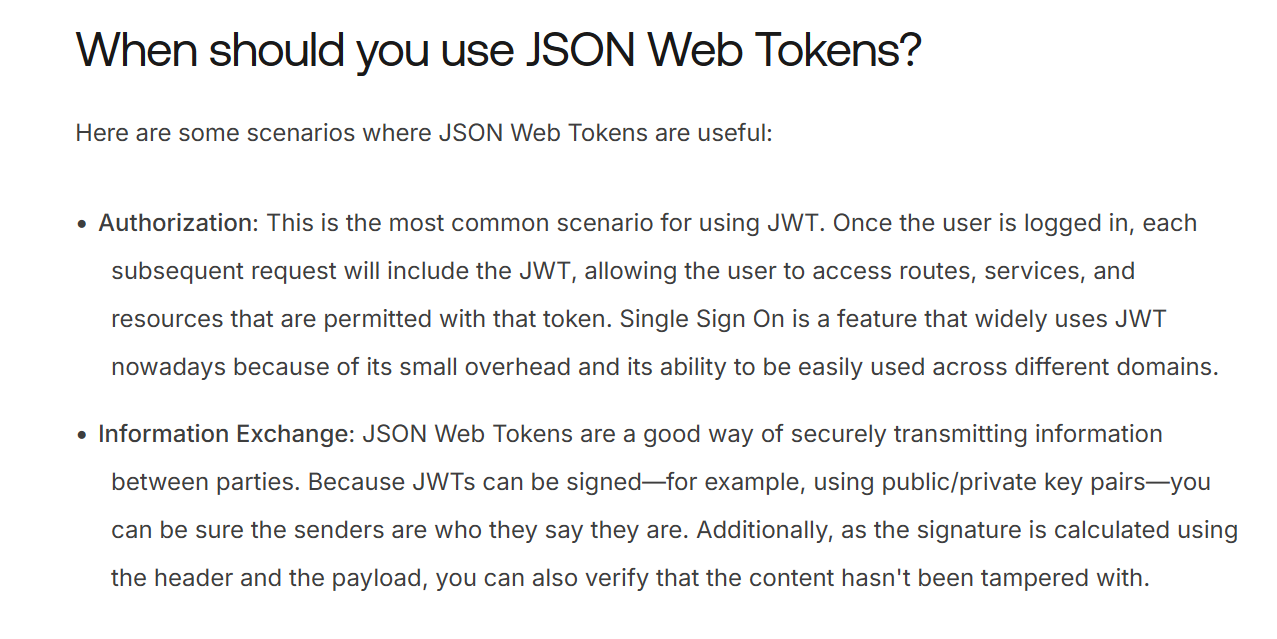 When should you use JSON Web Tokens?
Here are some scenarios where JSON Web Tokens are useful:
• Authorization: This is the most common scenario for using JWT. Once the user is logged in, each
subsequent request will include the JWT, allowing the user to access routes, services, and
resources that are permitted with that token. Single Sign On is a feature that widely uses JWT
nowadays because of its small overhead and its ability to be easily used across different domains.
• Information Exchange: JSON Web Tokens are a good way of securely transmitting information
between parties. Because JWTs can be signed—for example, using public/private key pairs—you
can be sure the senders are who they say they are. Additionally, as the signature is calculated using
the header and the payload, you can also verify that the content hasn't been tampered with.